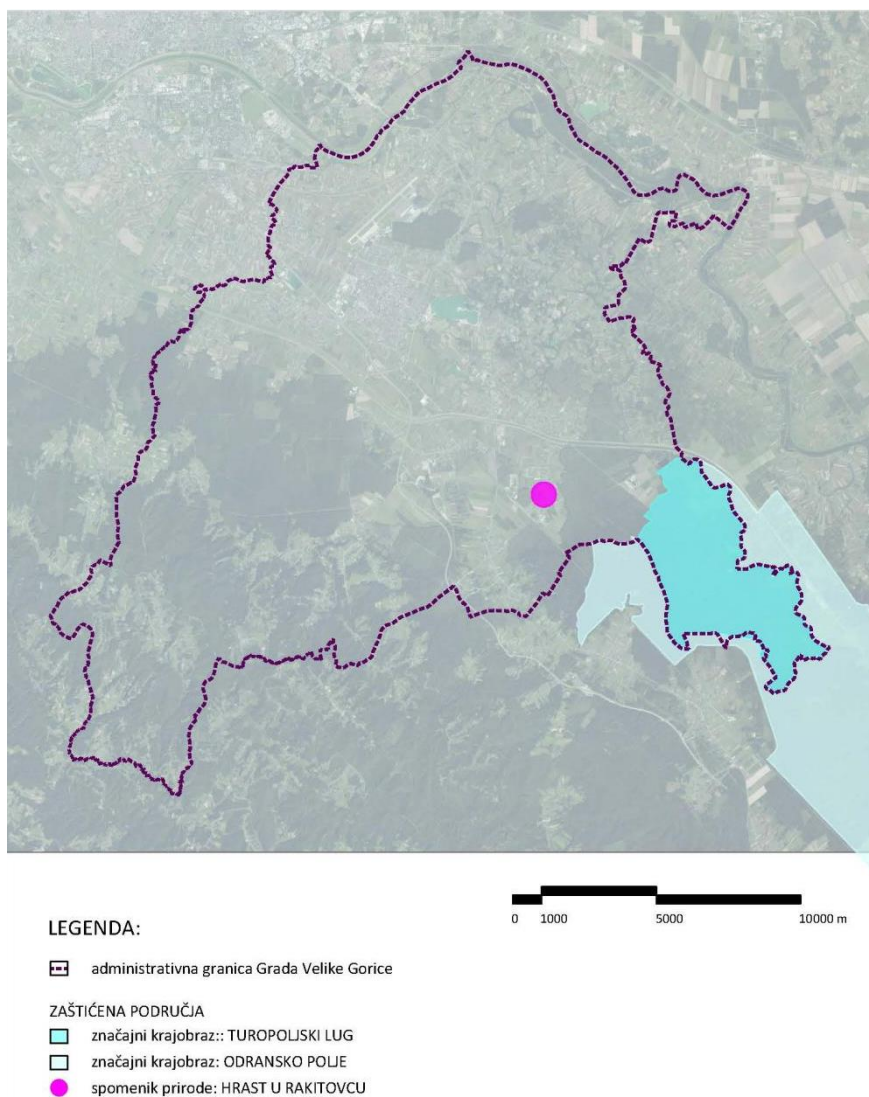 0 1000 5000 10000 m
LEGENDA:
administrativna granica Grada Velike Gorice
ZAŠTIĆENA PODRUČJA
značajni krajobraz:: TUROPOLJSKI LUG
značajni krajobraz: ODRANSKO POLJE
spomenik prirode: HRAST U RAKITOVCU